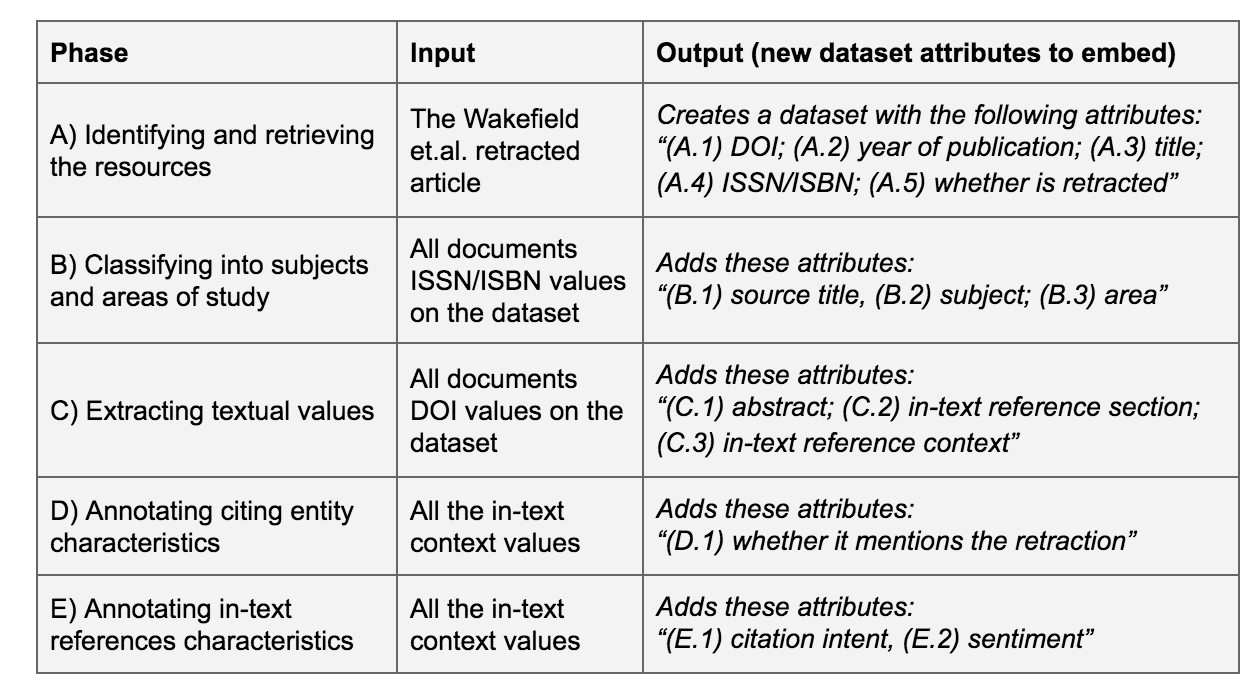 Phase
Input
Output (new dataset attributes to embed)
A) Identifying and retrieving
the resources
The Wakefield
et.al. retracted
article
Creates a dataset with the following attributes:
“(A.1) DOI; (A.2) year of publication; (A.3) title;
(A.4) ISSN/ISBN; (A.5) whether is retracted”
B) Classifying into subjects
and areas of study
All documents
ISSN/ISBN values
on the dataset
Adds these attributes:
“(B.1) source title, (B.2) subject; (B.3) area”
C) Extracting textual values
All documents
DOI values on the
dataset
Adds these attributes:
“(C.1) abstract; (C.2) in-text reference section;
(C.3) in-text reference context”
D) Annotating citing entity
characteristics
All the in-text
context values
Adds these attributes:
“(D.1) whether it mentions the retraction”
E) Annotating in-text
references characteristics
All the in-text
context values
Adds these attributes:
“(E.1) citation intent, (E.2) sentiment”